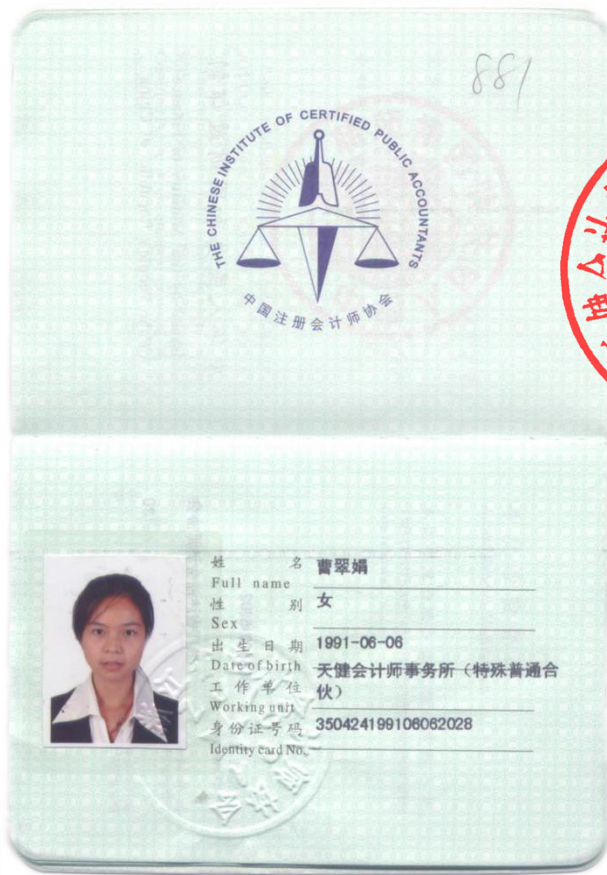 881
THE CHINESE INSTITUTE OF CERTIFIED PUBLIC ACCOUNTANTS
中国注册会计师协会
姓 名 曹翠娟
Full name
性 别 女
Sex
出生日期 1991-06-06
Date of birth
工作单位 天健会计师事务所（特殊普通合
Working unit 伙）
身份证号码 350424199106062028
Identity card No.